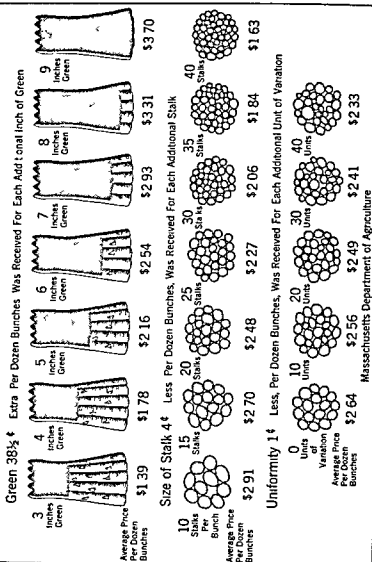 Green 38½ ¢ Extra Per Dozen Bunches Was Received For Each Additional Inch of Green
3 Inches Green
4 Inches Green
5 Inches Green
6 Inches Green
7 Inches Green
8 Inches Green
9 Inches Green
Average Price Per Dozen Bunches
$1 39
$1 78
$2 16
$2 54
$2 93
$3 31
$3 70
Size of Stalk 4 ¢ Less Per Dozen Bunches, Was Received For Each Additional Stalk
10 Stalks Per Bunch
15 Stalks
20 Stalks
25 Stalks
30 Stalks
35 Stalks
40 Stalks
Average Price Per Dozen Bunches
$2 91
$2 70
$2 48
$2 27
$2 06
$1 84
$1 63
Uniformity 1 ¢ Less, Per Dozen Bunches, Was Received For Each Additional Unit of Variation
0 Units of Variation
10 Units
20 Units
30 Units
40 Units
Average Price Per Dozen Bunches
$2 64
$2 56
$2 49
$2 41
$2 33
Massachusetts Department of Agriculture